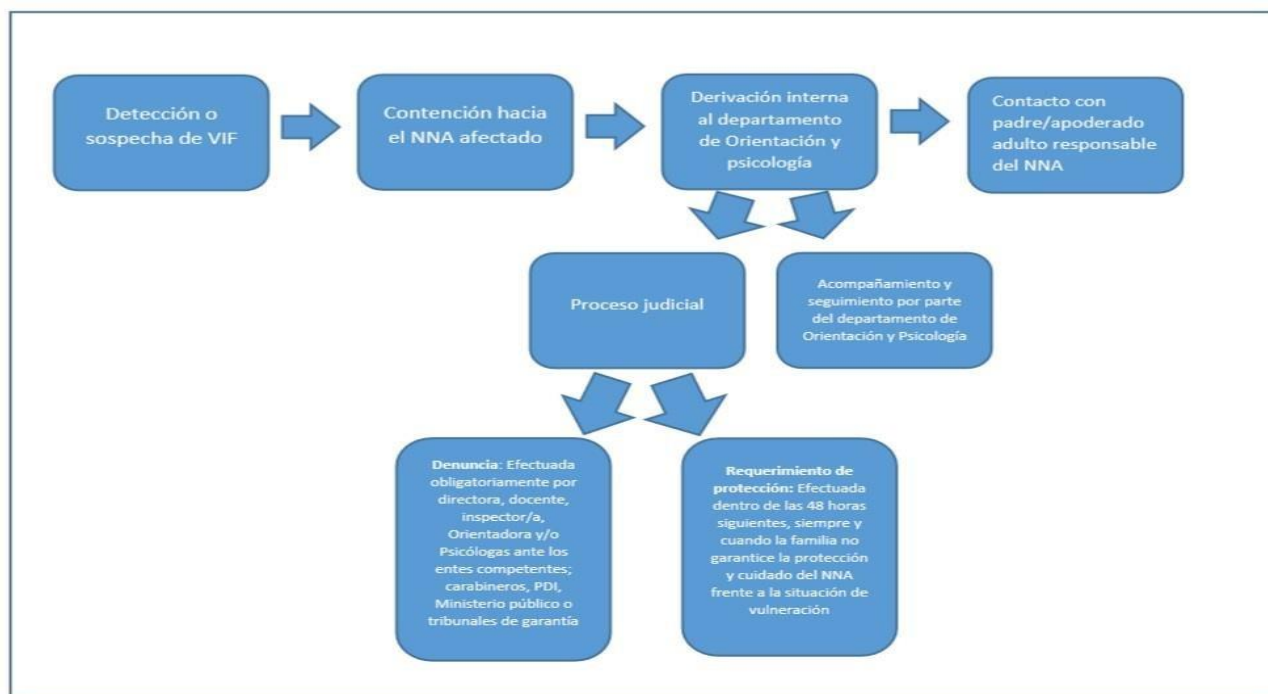 Detección o
sospecha de VIF
Contención hacia
el NNA afectado
Derivación interna
al departamento
de Orientación y
psicología
Contacto con
padre/apoderado
adulto responsable
del NNA
Proceso judicial
Acompañamiento y
seguimiento por parte
del departamento de
Orientación y Psicología
Denuncia: Efectuada
obligatoriamente por
directora, docente,
inspector/a,
Orientadora y/o
Psicólogas ante los
entes competentes;
carabineros, PDI,
Ministerio público o
tribunales de garantía
Requerimiento de
protección: Efectuada
dentro de las 48 horas
siguientes, siempre y
cuando la familia no
garantice la protección
y cuidado del NNA
frente a la situación de
vulneración